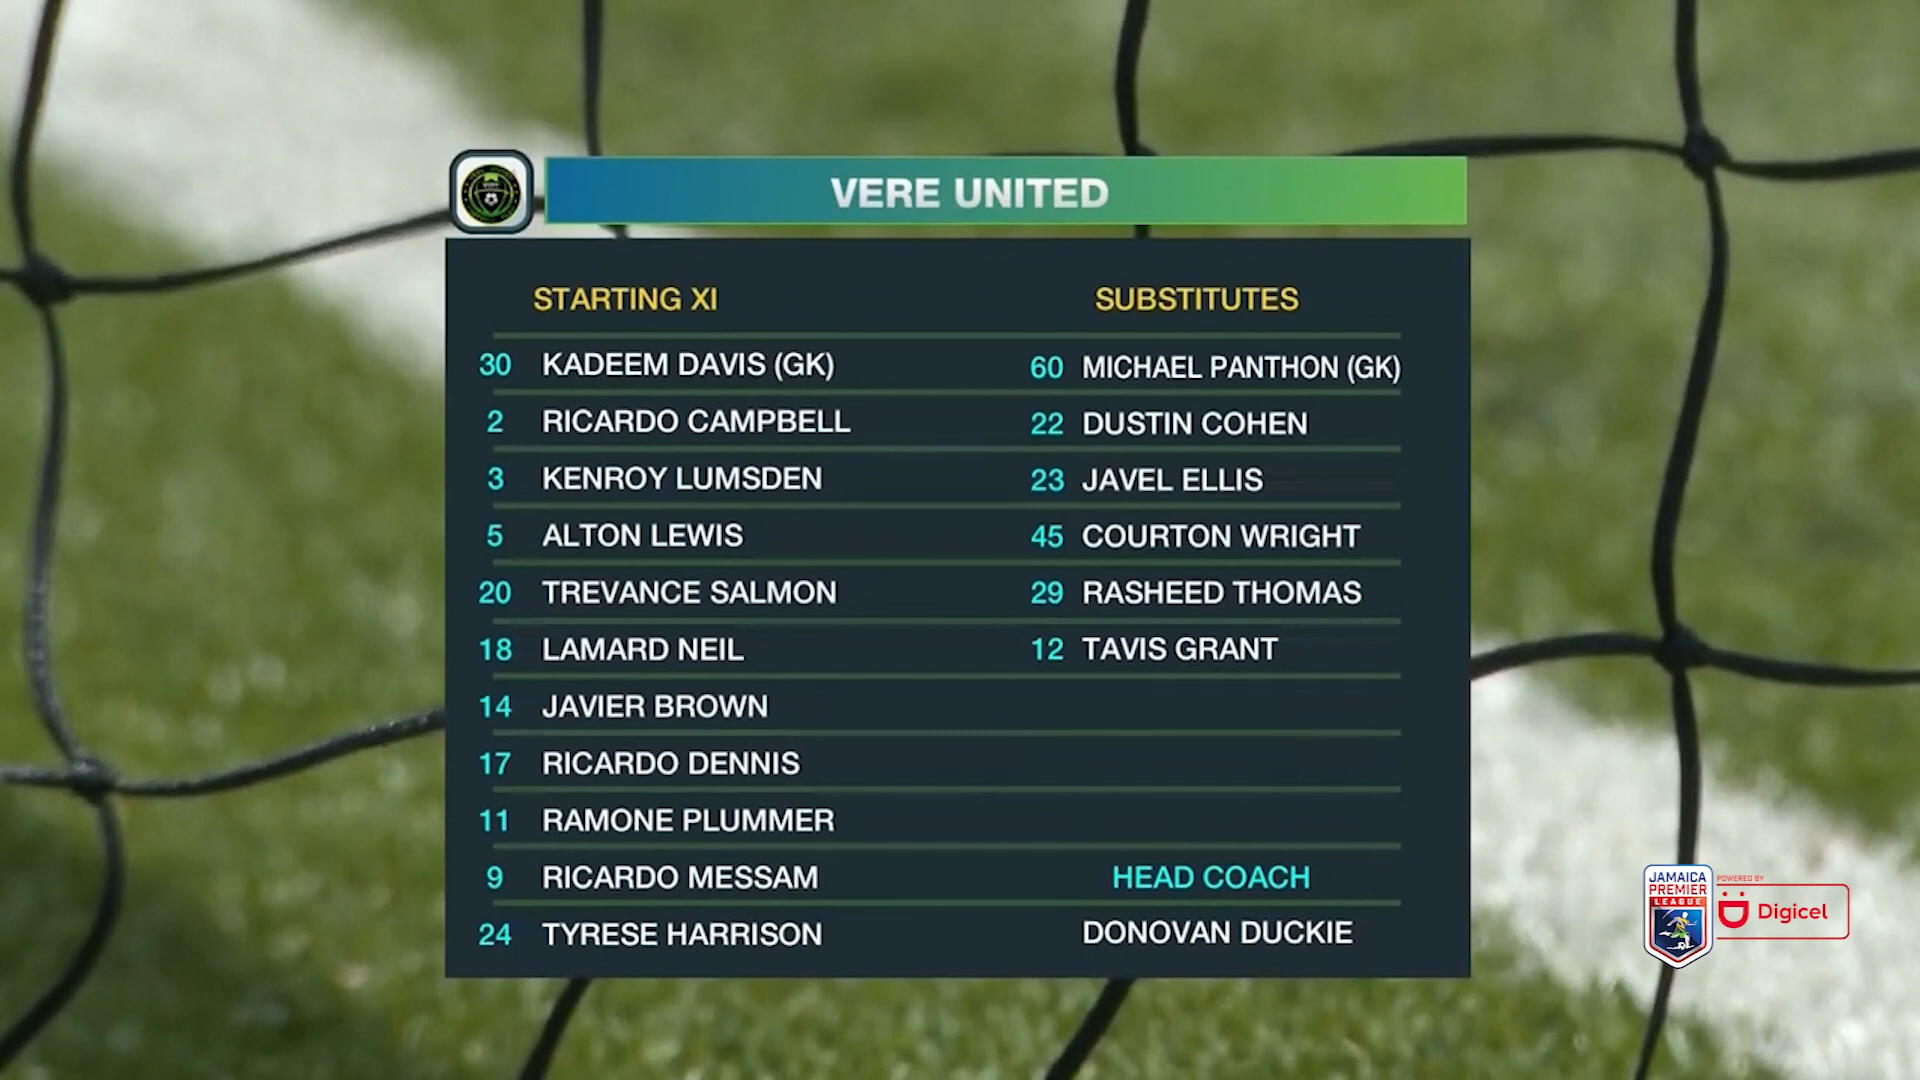 VERE UNITED
STARTING XI
30 KADEEM DAVIS (GK)
2 RICARDO CAMPBELL
3 KENROY LUMSDEN
5 ALTON LEWIS
20 TREVANCE SALMON
18 LAMARD NEIL
14 JAVIER BROWN
17 RICARDO DENNIS
11 RAMONE PLUMMER
9 RICARDO MESSAM
24 TYRESE HARRISON
SUBSTITUTES
60 MICHAEL PANTHON (GK)
22 DUSTIN COHEN
23 JAVEL ELLIS
45 COURTON WRIGHT
29 RASHEED THOMAS
12 TAVIS GRANT
HEAD COACH
DONOVAN DUCKIE
JAMAICA
PREMIER
LEAGUE
POWERED BY
Digicel